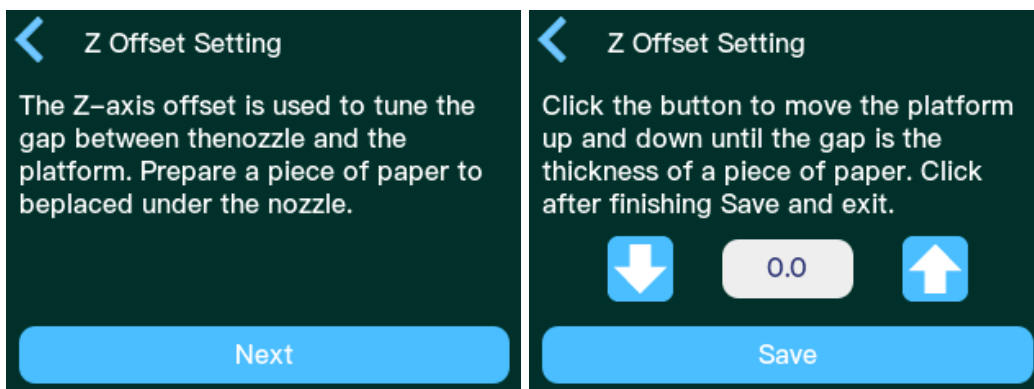 Z Offset Setting
The Z-axis offset is used to tune the
gap between thenozzle and the
platform. Prepare a piece of paper to
beplaced under the nozzle.
Next
Z Offset Setting
Click the button to move the platform
up and down until the gap is the
thickness of a piece of paper. Click
after finishing Save and exit.
0.0
Save